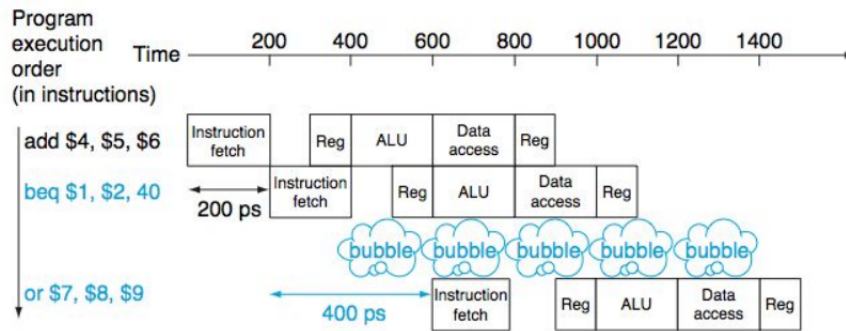 Program
execution
order
(in instructions)
Time
200 400 600 800 1000 1200 1400
add $4, $5, $6
Instruction
fetch
Reg
ALU
Data
access
Reg
beq $1, $2, 40
200 ps
Instruction
fetch
Reg
ALU
Data
access
Reg
bubble bubble bubble bubble bubble
or $7, $8, $9
400 ps
Instruction
fetch
Reg
ALU
Data
access
Reg